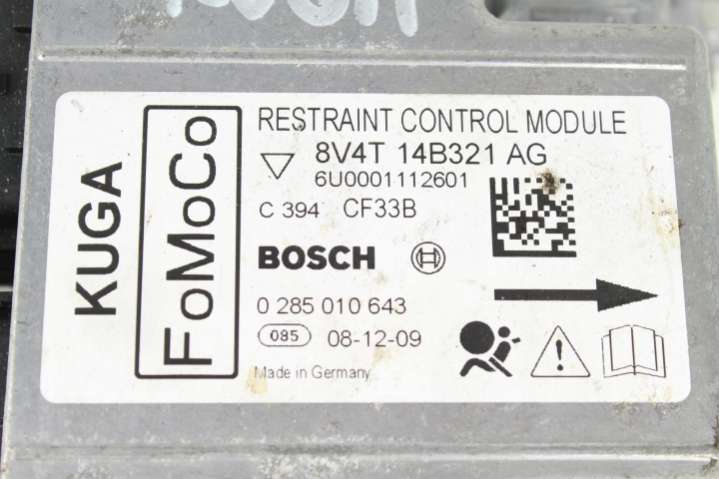 KUGA
FoMoCo
RESTRAINT CONTROL MODULE
8V4T 14B321 AG
6U0001112601
C 394 CF33B
BOSCH
0 285 010 643
085 08-12-09
Made in Germany